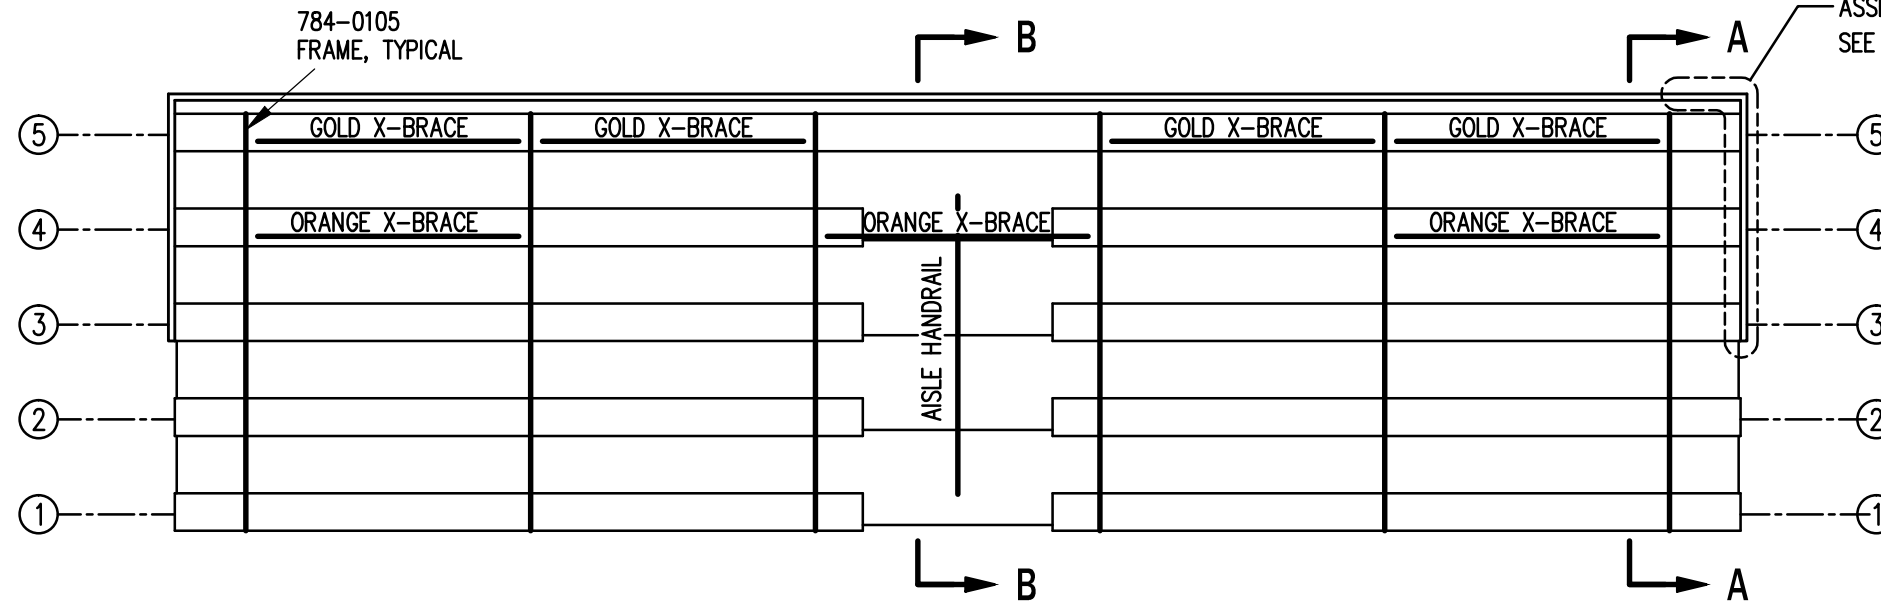 784-0105
FRAME, TYPICAL
B
A
SEE
5
GOLD X-BRACE
GOLD X-BRACE
GOLD X-BRACE
GOLD X-BRACE
5
4
ORANGE X-BRACE
ORANGE X-BRACE
ORANGE X-BRACE
4
3
AISLE HANDRAIL
3
2
2
1
1
B
A